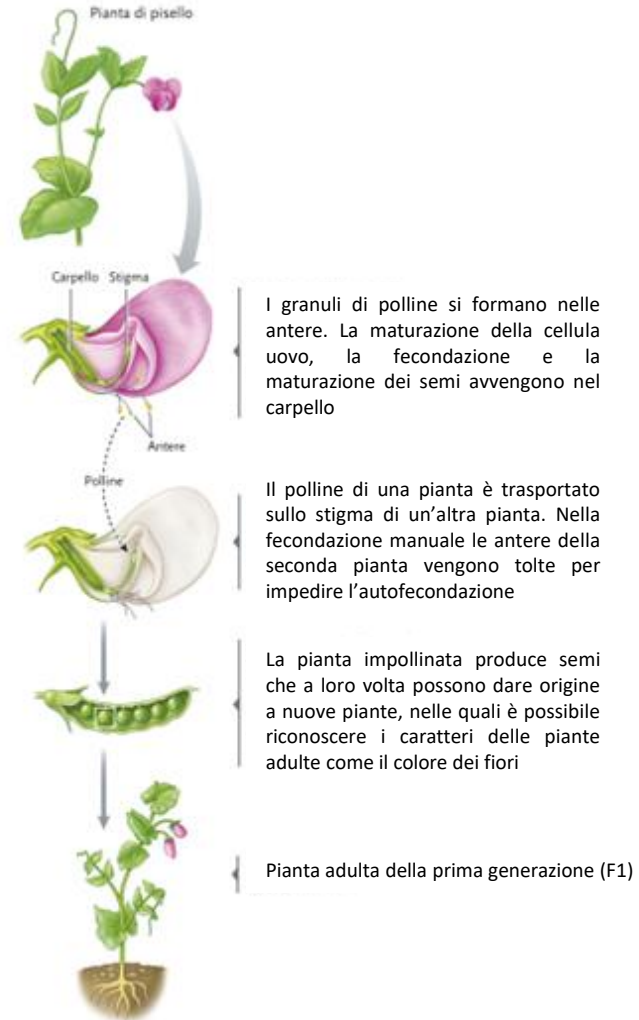 Pianta di pisello
Carpello Stigma
I granuli di polline si formano nelle
antere. La maturazione della cellula
uovo, la fecondazione e la
maturazione dei semi avvengono nel
carpello
Antere
Polline
Il polline di una pianta è trasportato
sullo stigma di un’altra pianta. Nella
fecondazione manuale le antere della
seconda pianta vengono tolte per
impedire l’autofecondazione
La pianta impollinata produce semi
che a loro volta possono dare origine
a nuove piante, nelle quali è possibile
riconoscere i caratteri delle piante
adulte come il colore dei fiori
Pianta adulta della prima generazione (F1)